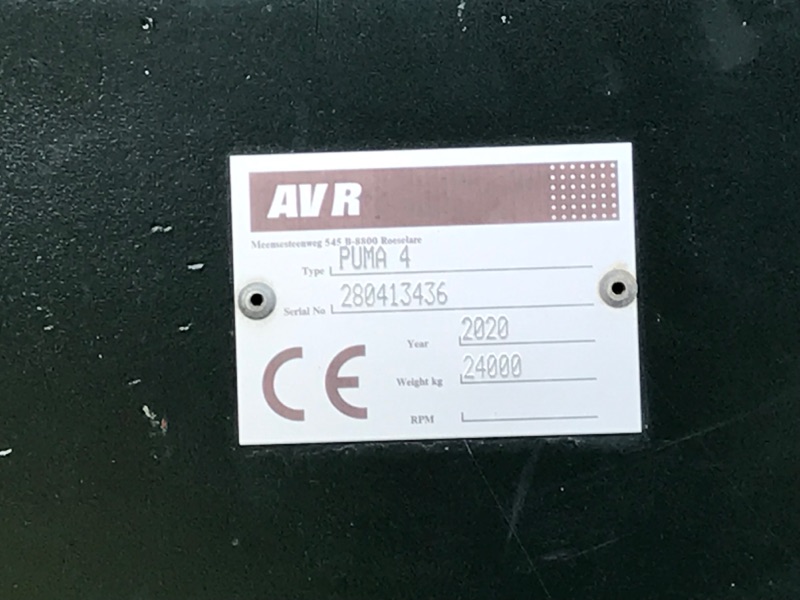 AVR
Meensesteenweg 545 B-8800 Roeselare
Type PUMA 4
Serial No 280413436
Year 2020
CE Weight kg 24000
RPM